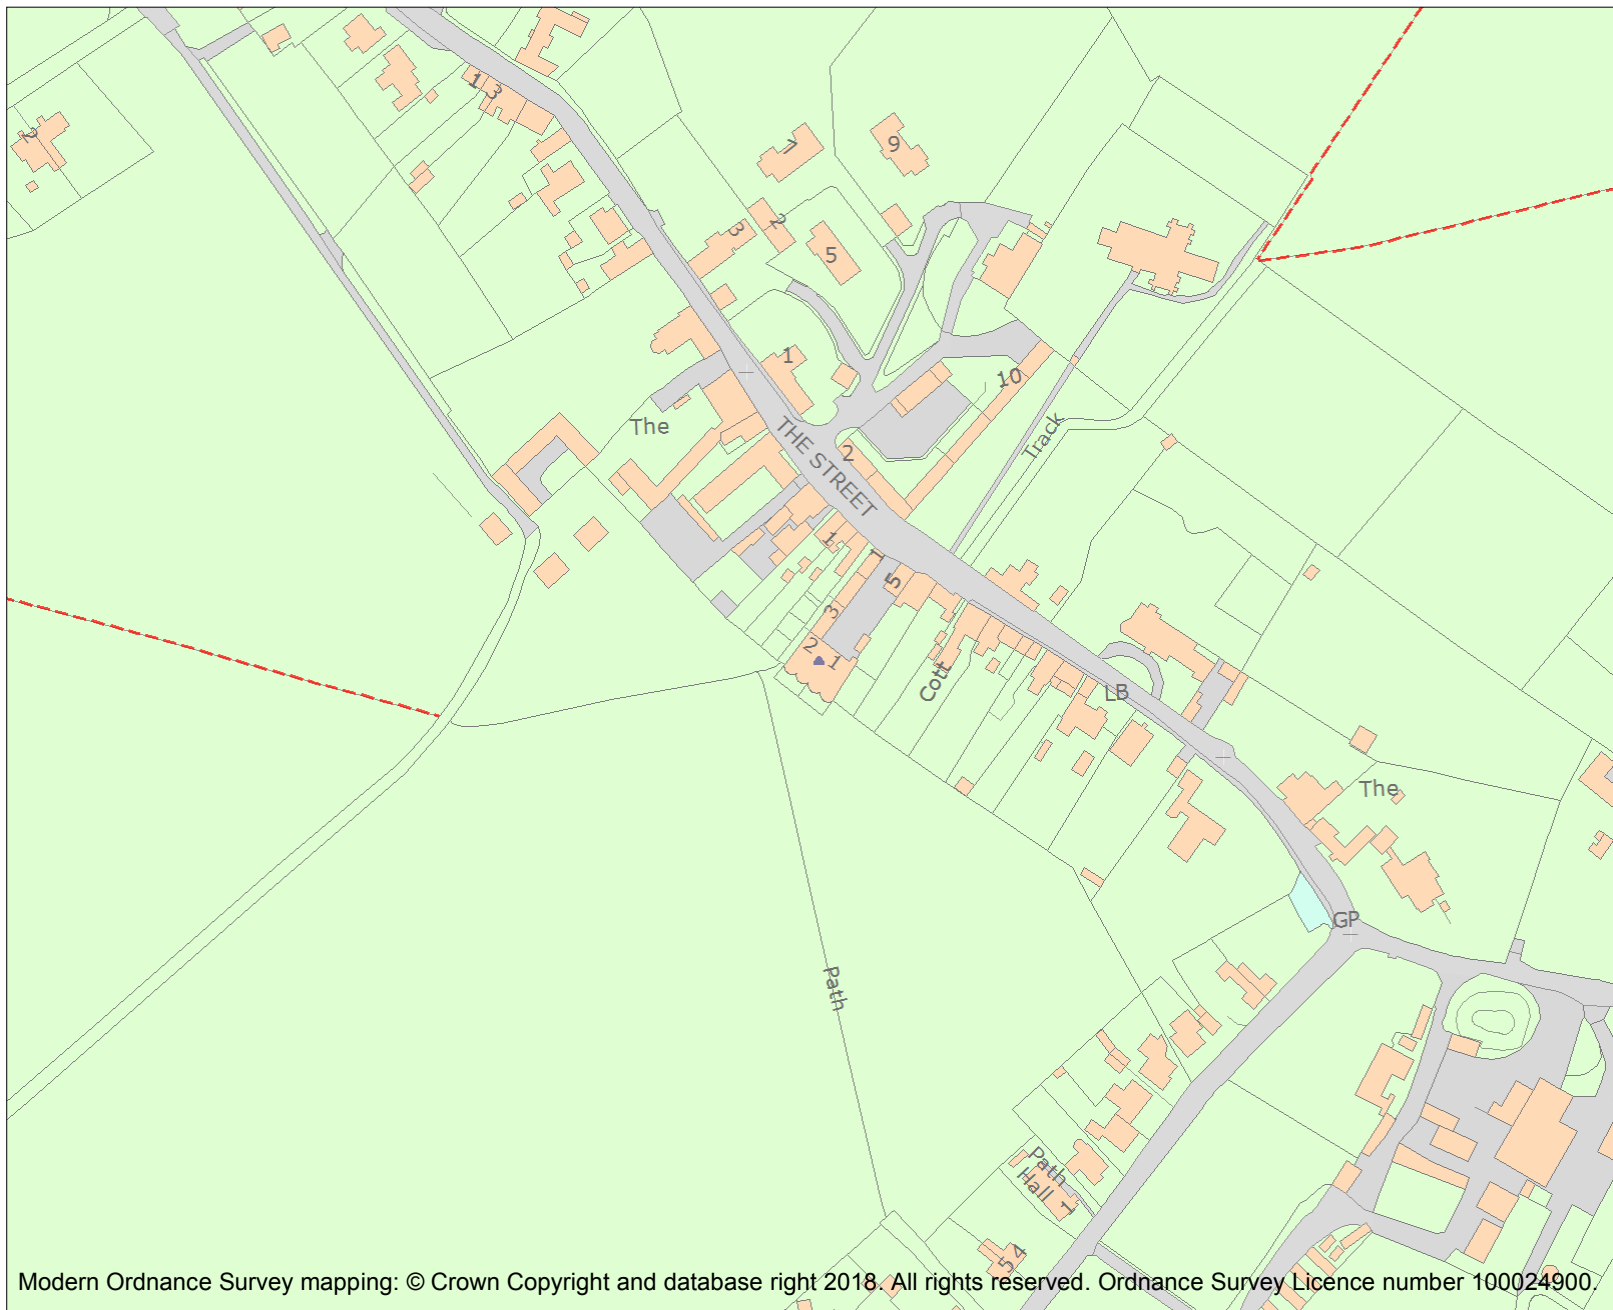 1
3
2
7
9
2
3
5
1
10
The
Track
2
THE STREET
1
1
5
3
2
1
Cott
LB
The
GP
Path
Path
Hall
1
5
4
Modern Ordnance Survey mapping: © Crown Copyright and database right 2018. All rights reserved. Ordnance Survey Licence number 100024900.